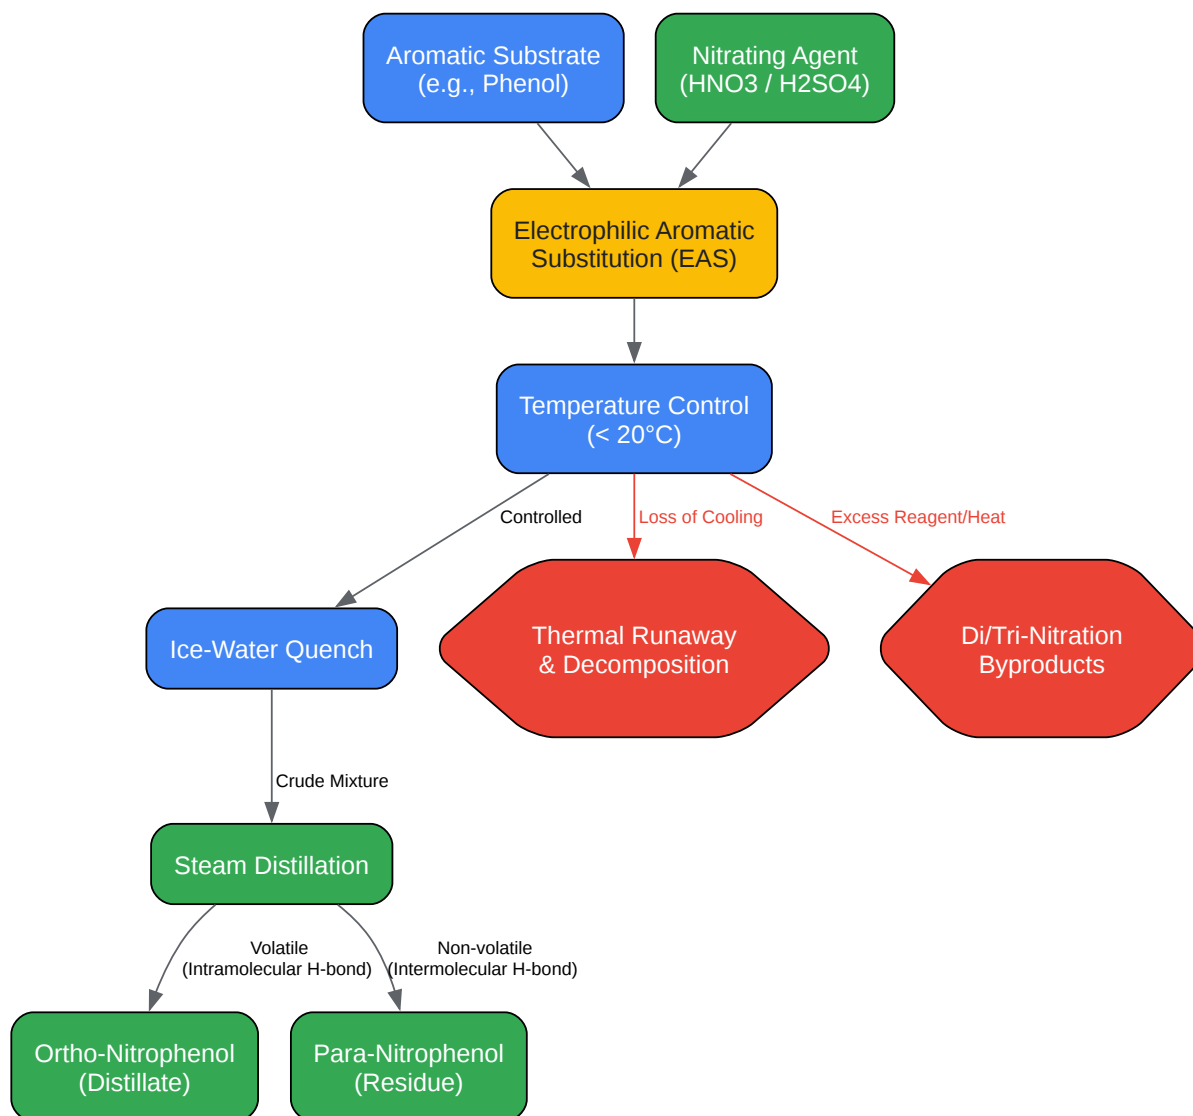 Aromatic Substrate
(e.g., Phenol)
Nitrating Agent
(HNO3 / H2SO4)
Electrophilic Aromatic
Substitution (EAS)
Temperature Control
(< 20°C)
Controlled
Loss of Cooling
Excess Reagent/Heat
Ice-Water Quench
Thermal Runaway
& Decomposition
Di/Tri-Nitration
Byproducts
Crude Mixture
Steam Distillation
Volatile
(Intramolecular H-bond)
Non-volatile
(Intermolecular H-bond)
Ortho-Nitrophenol
(Distillate)
Para-Nitrophenol
(Residue)